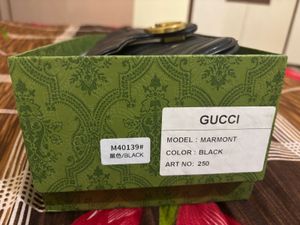 GUCCI
MODEL : MARMONT
COLOR : BLACK
ART NO: 250
M40139#
黑色/BLACK